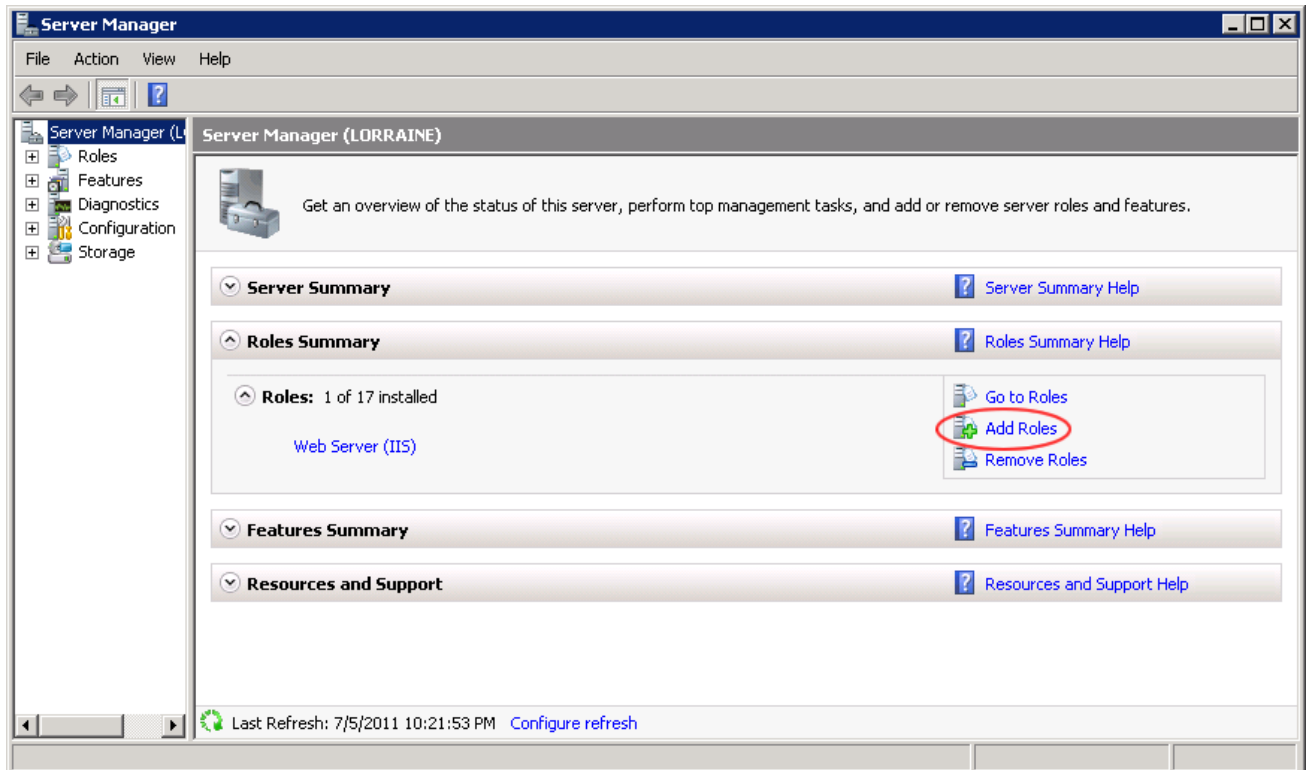 Server Manager
File Action View Help
Server Manager (L
Roles
Features
Diagnostics
Configuration
Storage
Server Manager (LORRAINE)
Get an overview of the status of this server, perform top management tasks, and add or remove server roles and features.
Server Summary
Server Summary Help
Roles Summary
Roles Summary Help
Roles: 1 of 17 installed
Web Server (IIS)
Go to Roles
Add Roles
Remove Roles
Features Summary
Features Summary Help
Resources and Support
Resources and Support Help
Last Refresh: 7/5/2011 10:21:53 PM Configure refresh